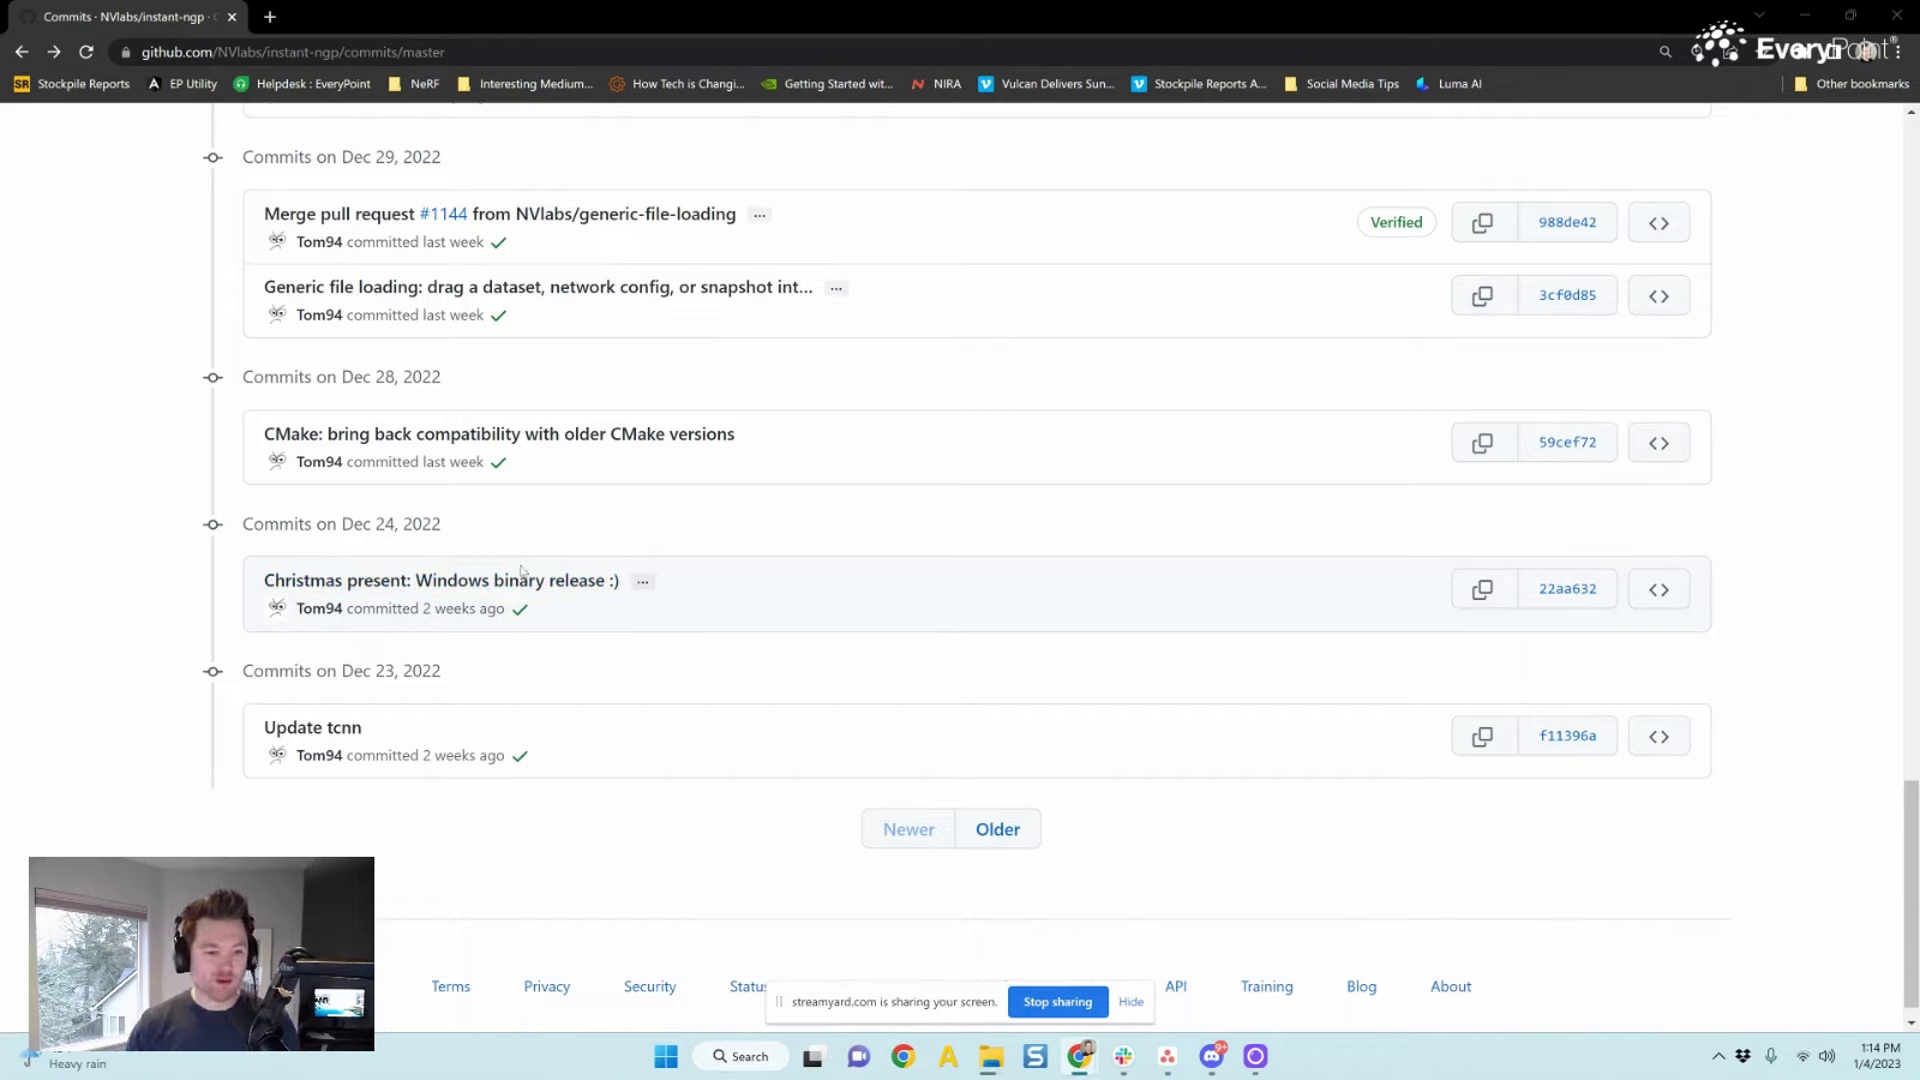 Commits · NVlabs/instant-ngp ·
github.com/NVlabs/instant-ngp/commits/master
EveryPoint®
SR Stockpile Reports
EP Utility
Helpdesk : EveryPoint
NeRF
Interesting Medium...
How Tech is Changi...
Getting Started wit...
NIRA
Vulcan Delivers Sun...
Stockpile Reports A...
Social Media Tips
Luma AI
Other bookmarks
Commits on Dec 29, 2022
Merge pull request #1144 from NVlabs/generic-file-loading ...
Tom94 committed last week
Verified
988de42
Generic file loading: drag a dataset, network config, or snapshot int... ...
Tom94 committed last week
3cf0d85
Commits on Dec 28, 2022
CMake: bring back compatibility with older CMake versions
Tom94 committed last week
59cef72
Commits on Dec 24, 2022
Christmas present: Windows binary release :) ...
Tom94 committed 2 weeks ago
22aa632
Commits on Dec 23, 2022
Update tcnn
Tom94 committed 2 weeks ago
f11396a
Newer
Older
Terms
Privacy
Security
Status
API
Training
Blog
About
streamyard.com is sharing your screen.
Stop sharing
Hide
Heavy rain
Search
9+
1:14 PM
1/4/2023